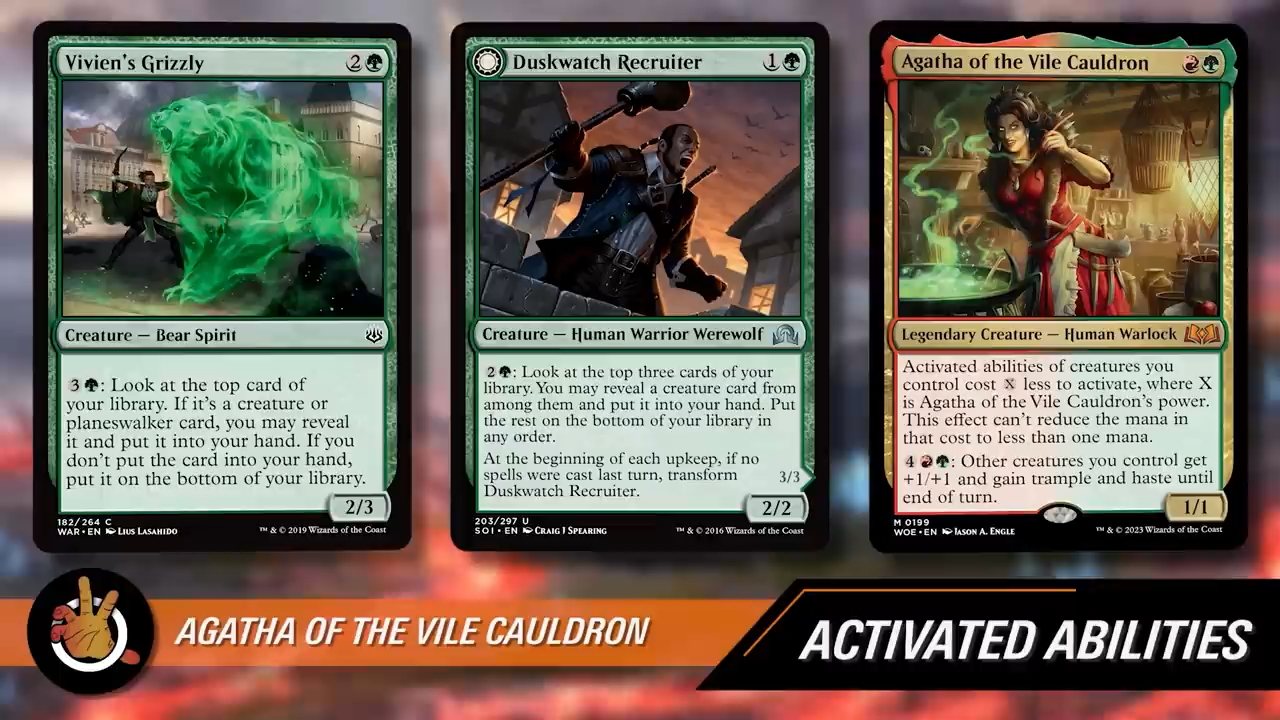 Vivien's Grizzly 2
Creature — Bear Spirit
3 : Look at the top card of
your library. If it's a creature or
planeswalker card, you may reveal
it and put it into your hand. If you
don't put the card into your hand,
put it on the bottom of your library.
2/3
182/264 C
WAR • EN Lius Lasahido ™ & © 2019 Wizards of the Coast
Duskwatch Recruiter 1
Creature — Human Warrior Werewolf
2 : Look at the top three cards of your
library. You may reveal a creature card from
among them and put it into your hand. Put
the rest on the bottom of your library in
any order.
At the beginning of each upkeep, if no
spells were cast last turn, transform
Duskwatch Recruiter.
3/3
2/2
203/297 U
SOI • EN Craig J Spearing ™ & © 2016 Wizards of the Coast
Agatha of the Vile Cauldron
Legendary Creature — Human Warlock
Activated abilities of creatures you
control cost X less to activate, where X
is Agatha of the Vile Cauldron's power.
This effect can't reduce the mana in
that cost to less than one mana.
4 : Other creatures you control get
+1/+1 and gain trample and haste until
end of turn.
1/1
M 0199
WOE • EN Jason A. Engle ™ & © 2023 Wizards of the Coast
AGATHA OF THE VILE CAULDRON
ACTIVATED ABILITIES